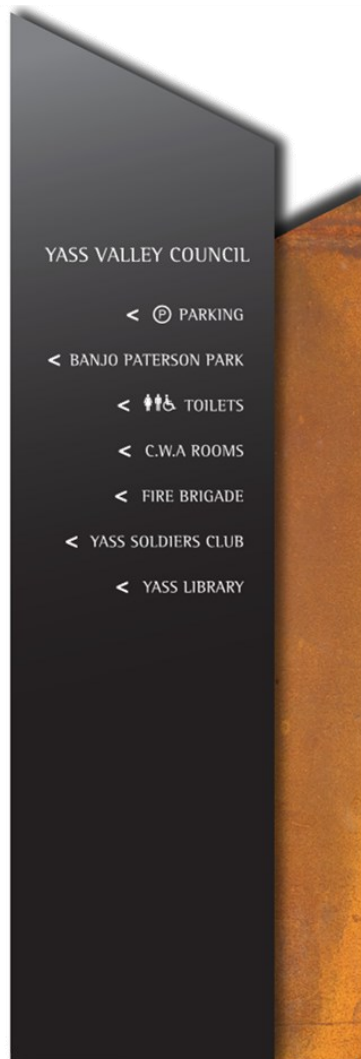 YASS VALLEY COUNCIL
< Ⓟ PARKING
< BANJO PATERSON PARK
< TOILETS
< C.W.A ROOMS
< FIRE BRIGADE
< YASS SOLDIERS CLUB
< YASS LIBRARY